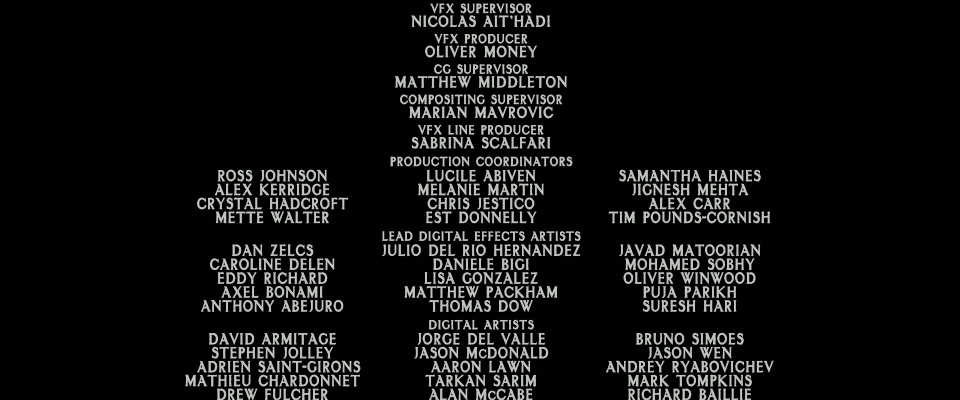 VFX SUPERVISOR
NICOLAS AIT'HADI
VFX PRODUCER
OLIVER MONEY
CG SUPERVISOR
MATTHEW MIDDLETON
COMPOSITING SUPERVISOR
MARIAN MAVROVIC
VFX LINE PRODUCER
SABRINA SCALFARI
PRODUCTION COORDINATORS
ROSS JOHNSON LUCILE ABIVEN SAMANTHA HAINES
ALEX KERRIDGE MELANIE MARTIN JIGNESH MEHTA
CRYSTAL HADCROFT CHRIS JESTICO ALEX CARR
METTE WALTER EST DONNELLY TIM POUNDS-CORNISH
LEAD DIGITAL EFFECTS ARTISTS
DAN ZELCS JULIO DEL RIO HERNANDEZ JAVAD MATOORIAN
CAROLINE DELEN DANIELE BIGI MOHAMED SOBHY
EDDY RICHARD LISA GONZALEZ OLIVER WINWOOD
AXEL BONAMI MATTHEW PACKHAM PUJA PARIKH
ANTHONY ABEJURO THOMAS DOW SURESH HARI
DIGITAL ARTISTS
DAVID ARMITAGE JORGE DEL VALLE BRUNO SIMOES
STEPHEN JOLLEY JASON McDONALD JASON WEN
ADRIEN SAINT-GIRONS AARON LAWN ANDREY RYABOVICHEV
MATHIEU CHARDONNET TARKAN SARIM MARK TOMPKINS
DREW FULCHER ALAN McCABE RICHARD BAILLIE